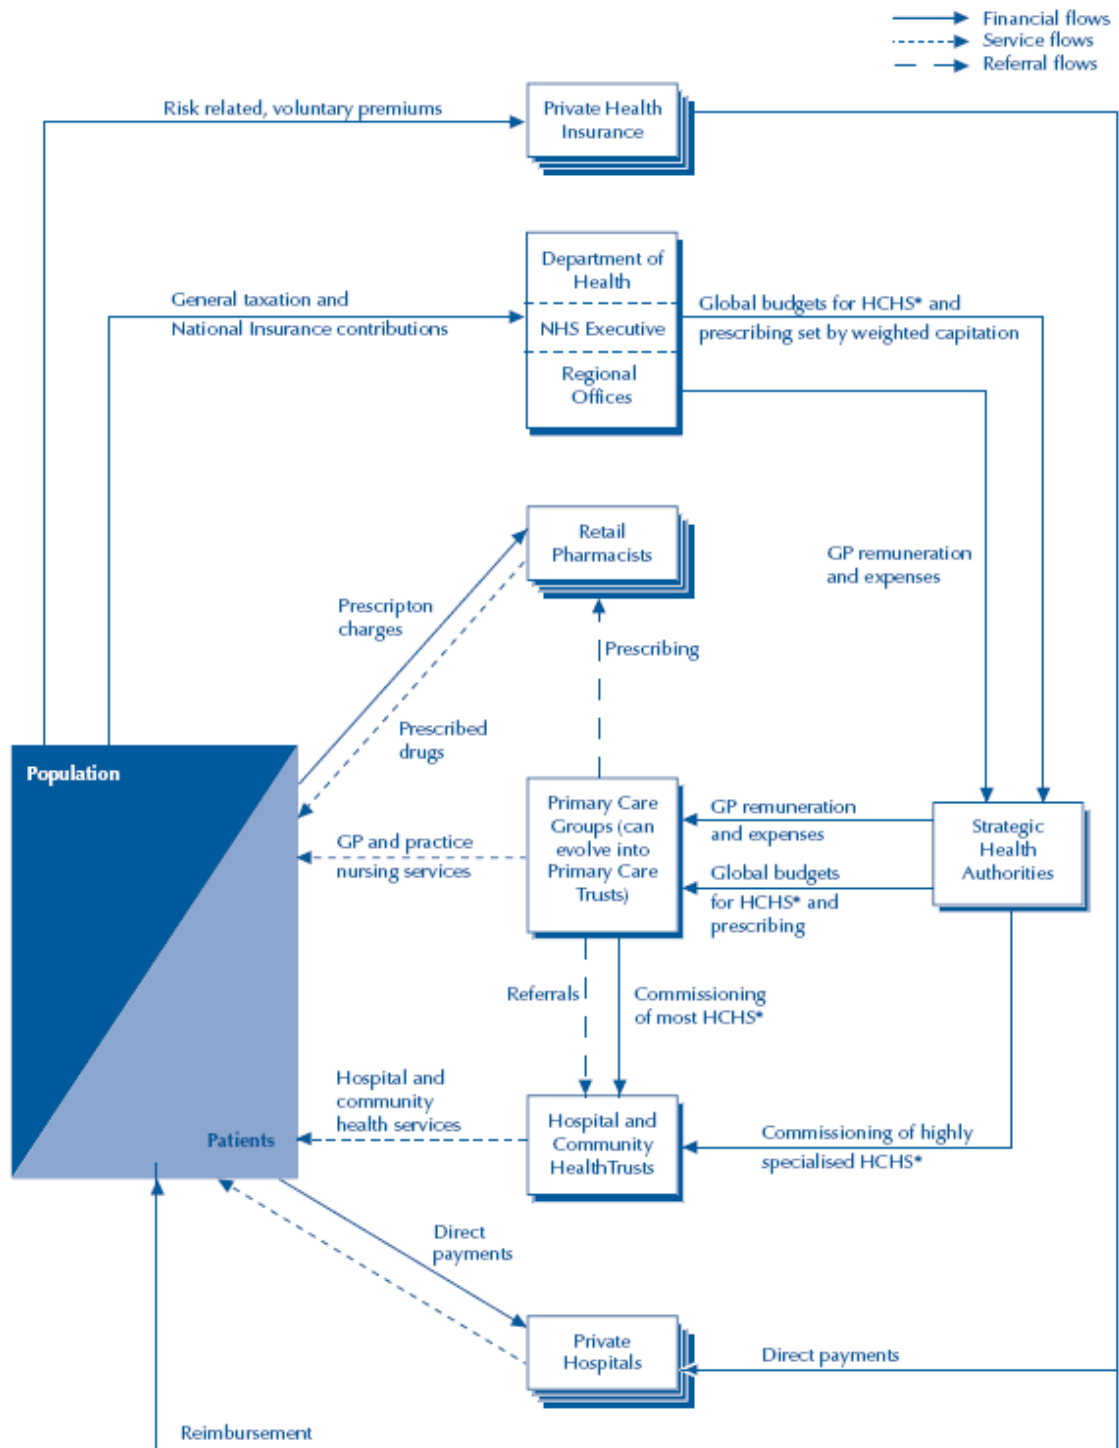 Financial flows
Service flows
Referral flows
Risk related, voluntary premiums
Private Health
Insurance
Department of
Health
NHS Executive
Regional
Offices
General taxation and
National Insurance contributions
Global budgets for HCHS* and
prescribing set by weighted capitation
Retail
Pharmacists
GP remuneration
and expenses
Prescripton
charges
Prescribing
Prescribed
drugs
Population
Primary Care
Groups (can
evolve into
Primary Care
Trusts)
GP remuneration
and expenses
Strategic
Health
Authorities
GP and practice
nursing services
Global budgets
for HCHS* and
prescribing
Referrals
Commissioning
of most HCHS*
Hospital and
community
health services
Patients
Hospital and
Community
HealthTrusts
Commissioning of highly
specialised HCHS*
Direct
payments
Private
Hospitals
Direct payments
Reimbursement